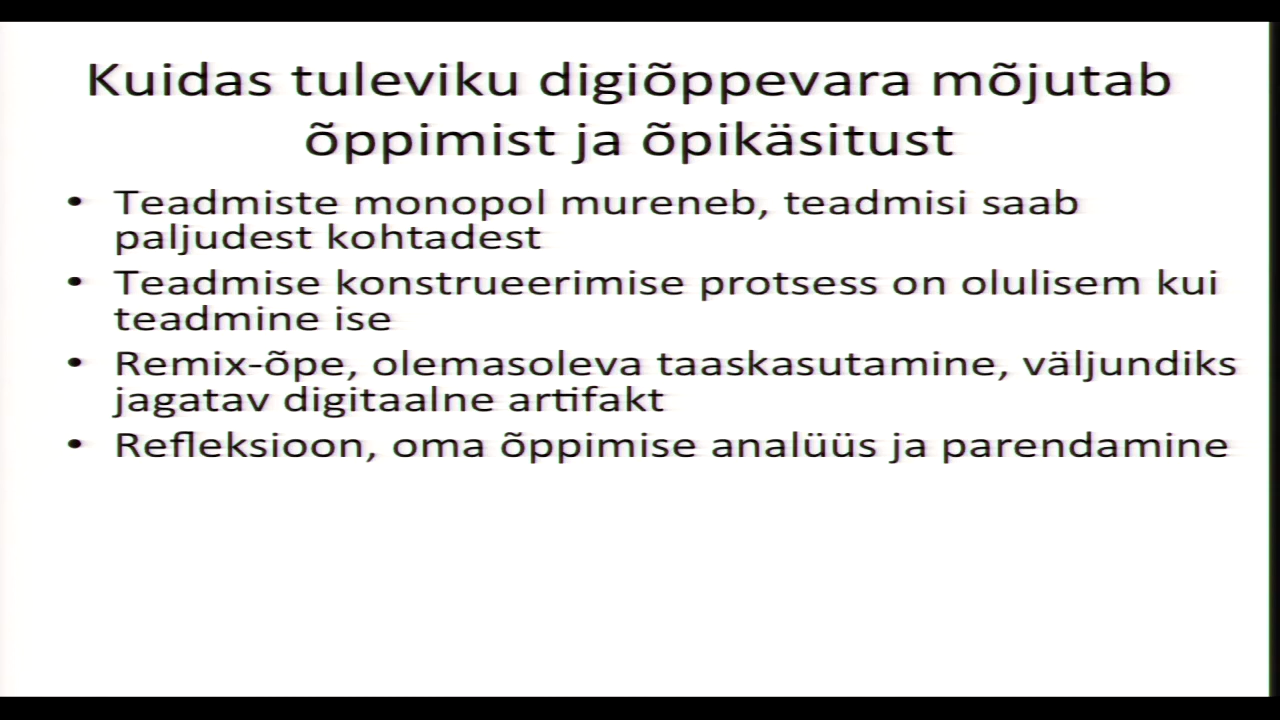 Kuidas tuleviku digiõppevara mõjutab
õppimist ja õpikäsitust
• Teadmiste monopol mureneb, teadmisi saab
paljudest kohtadest
• Teadmise konstrueerimise protsess on olulisem kui
teadmine ise
• Remix-õpe, olemasoleva taaskasutamine, väljundiks
jagatav digitaalne artifakt
• Refleksioon, oma õppimise analüüs ja parendamine